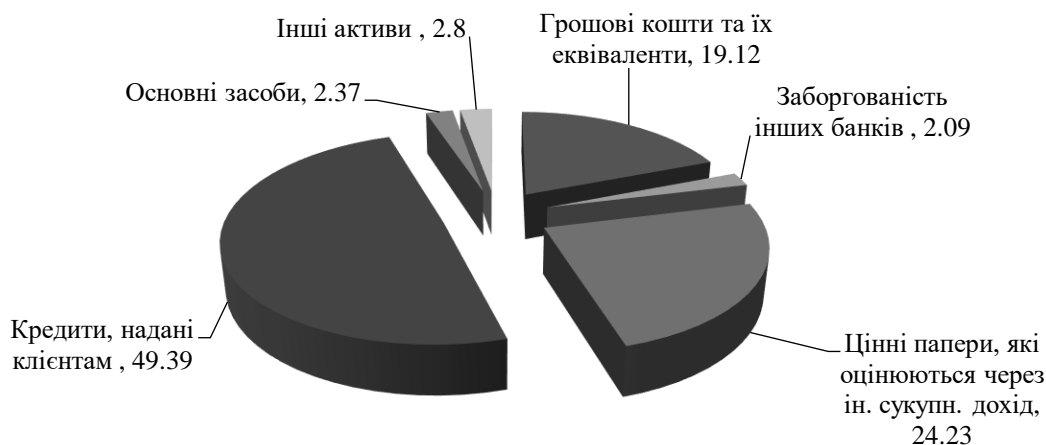 Інші активи , 2.8
Грошові кошти та їх
еквіваленти, 19.12
Основні засоби, 2.37
Заборгованість
інших банків , 2.09
Кредити, надані
клієнтам , 49.39
Цінні папери, які
оцінюються через
ін. сукупн. дохід,
24.23